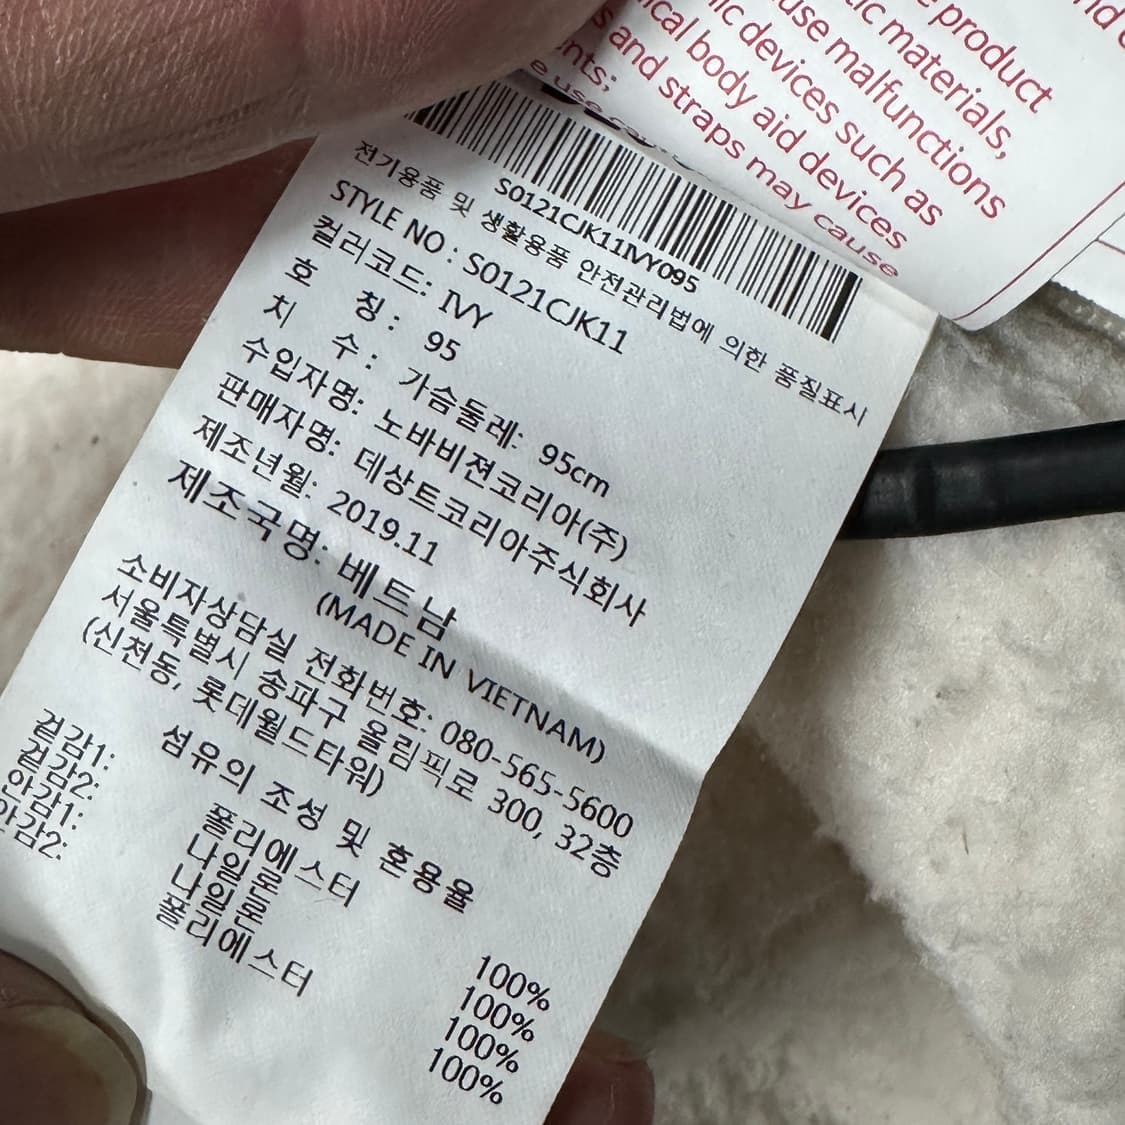 e product
tic materials,
use malfunctions
ic devices such as
ical body aid devices
s and straps may cause
nts;
S0121CJK11IVY095
전기용품 및 생활용품 안전관리법에 의한 품질표시
STYLE NO : S0121CJK11
컬러코드: IVY
호 칭: 95
치 수: 가슴둘레: 95cm
수입자명: 노바비젼코리아(주)
판매자명: 데상트코리아주식회사
제조년월: 2019.11
제조국명: 베트남
(MADE IN VIETNAM)
소비자상담실 전화번호: 080-565-5600
서울특별시 송파구 올림픽로 300, 32층
(신천동, 롯데월드타워)
섬유의 조성 및 혼용율
겉감1: 폴리에스터 100%
겉감2: 나일론 100%
안감1: 나일론 100%
안감2: 폴리에스터 100%